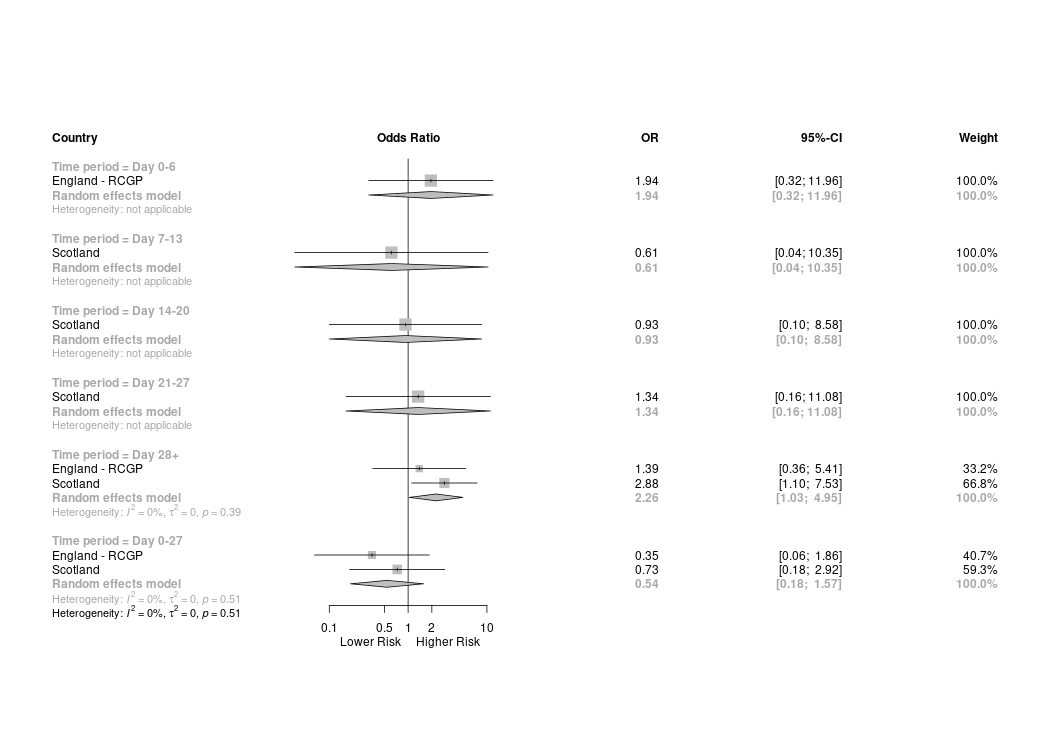 Country Odds Ratio OR 95%-CI Weight
Time period = Day 0-6
England - RCGP 1.94 [0.32; 11.96] 100.0%
Random effects model 1.94 [0.32; 11.96] 100.0%
Heterogeneity: not applicable
Time period = Day 7-13
Scotland 0.61 [0.04; 10.35] 100.0%
Random effects model 0.61 [0.04; 10.35] 100.0%
Heterogeneity: not applicable
Time period = Day 14-20
Scotland 0.93 [0.10; 8.58] 100.0%
Random effects model 0.93 [0.10; 8.58] 100.0%
Heterogeneity: not applicable
Time period = Day 21-27
Scotland 1.34 [0.16; 11.08] 100.0%
Random effects model 1.34 [0.16; 11.08] 100.0%
Heterogeneity: not applicable
Time period = Day 28+
England - RCGP 1.39 [0.36; 5.41] 33.2%
Scotland 2.88 [1.10; 7.53] 66.8%
Random effects model 2.26 [1.03; 4.95] 100.0%
Heterogeneity: I² = 0%, τ² = 0, p = 0.39
Time period = Day 0-27
England - RCGP 0.35 [0.06; 1.86] 40.7%
Scotland 0.73 [0.18; 2.92] 59.3%
Random effects model 0.54 [0.18; 1.57] 100.0%
Heterogeneity: I² = 0%, τ² = 0, p = 0.51
Heterogeneity: I² = 0%, τ² = 0, p = 0.51
0.1 0.5 1 2 10
Lower Risk Higher Risk